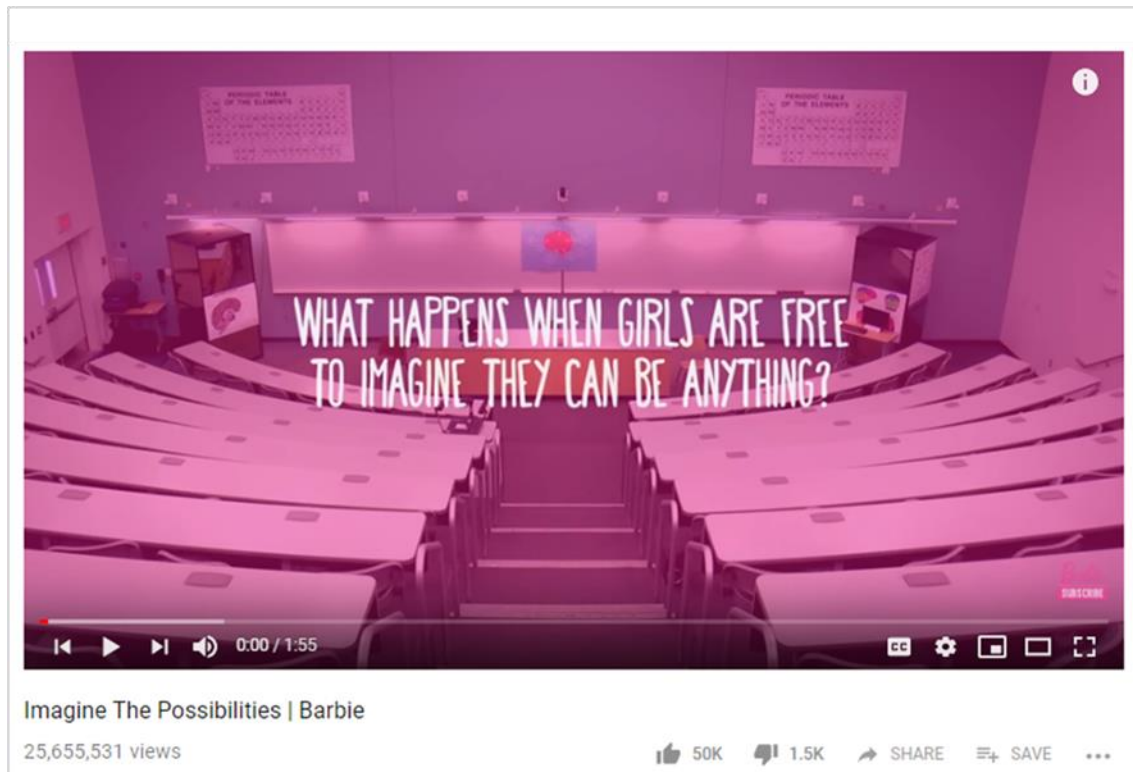 PERIODIC TABLE
OF THE ELEMENTS
PERIODIC TABLE
OF THE ELEMENTS
WHAT HAPPENS WHEN GIRLS ARE FREE
TO IMAGINE THEY CAN BE ANYTHING?
Barbie
SUBSCRIBE
0:00 / 1:55
CC
Imagine The Possibilities | Barbie
25,655,531 views
50K
1.5K
SHARE
SAVE